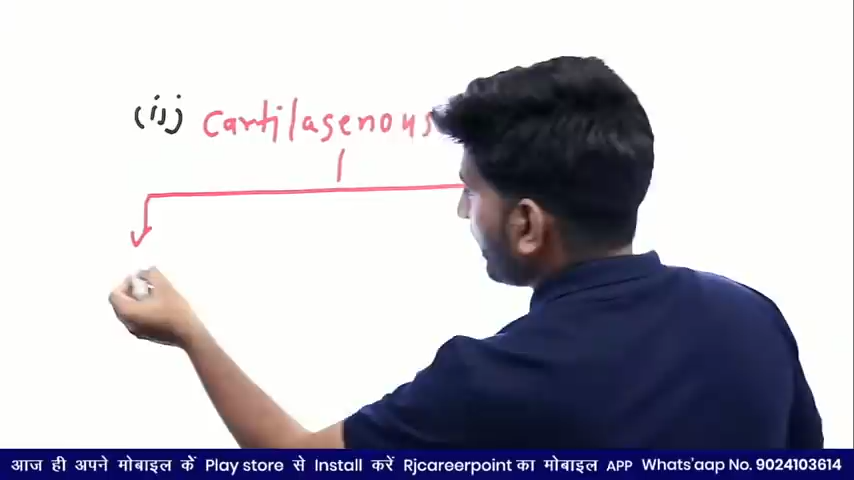 (ii) Cartilagenous
आज ही अपने मोबाइल कें Play store से Install करें Rjcareerpoint का मोबाइल APP Whats'aap No. 9024103614